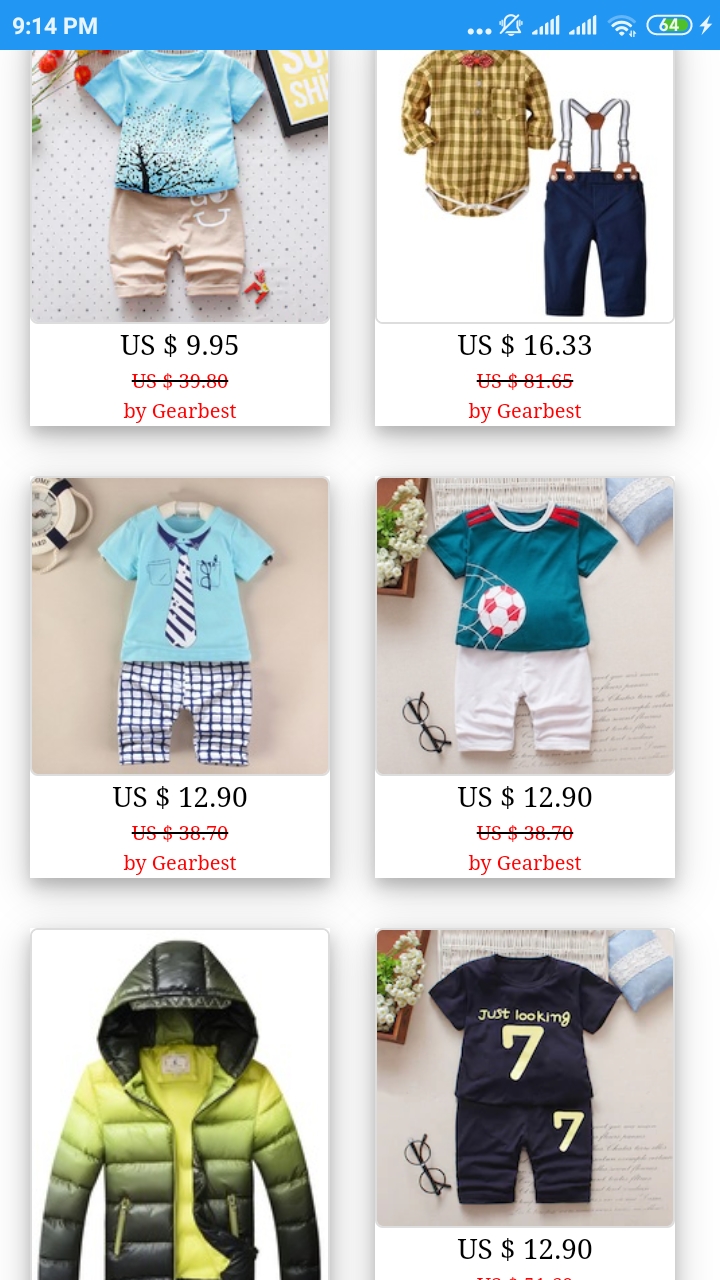 9:14 PM
64
SHI
US $ 9.95
US $ 39.80
by Gearbest
US $ 16.33
US $ 81.65
by Gearbest
US $ 12.90
US $ 38.70
by Gearbest
US $ 12.90
US $ 38.70
by Gearbest
Just looking
7
7
US $ 12.90